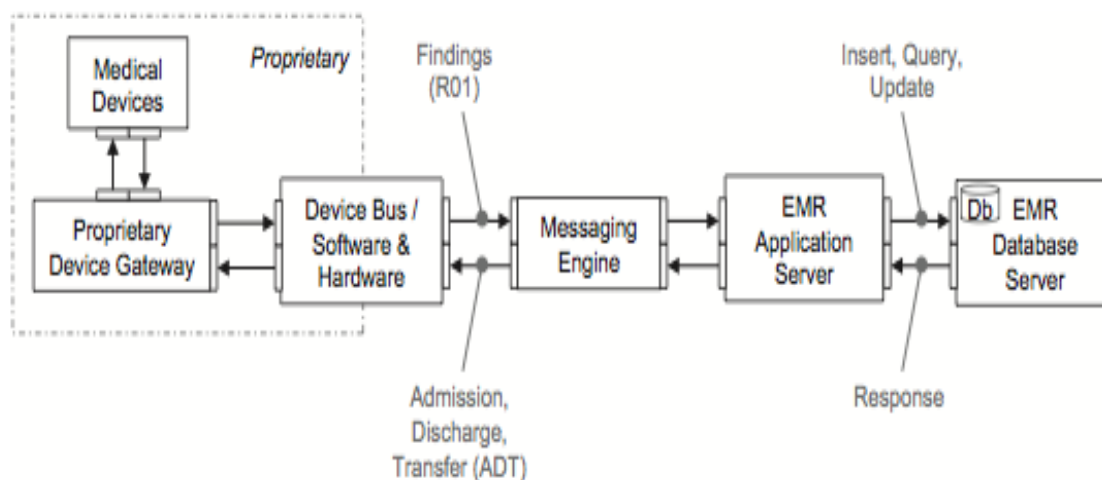 Proprietary
Medical
Devices
Findings
(R01)
Insert, Query,
Update
Proprietary
Device Gateway
Device Bus /
Software &
Hardware
Messaging
Engine
EMR
Application
Server
Db
EMR
Database
Server
Admission,
Discharge,
Transfer (ADT)
Response